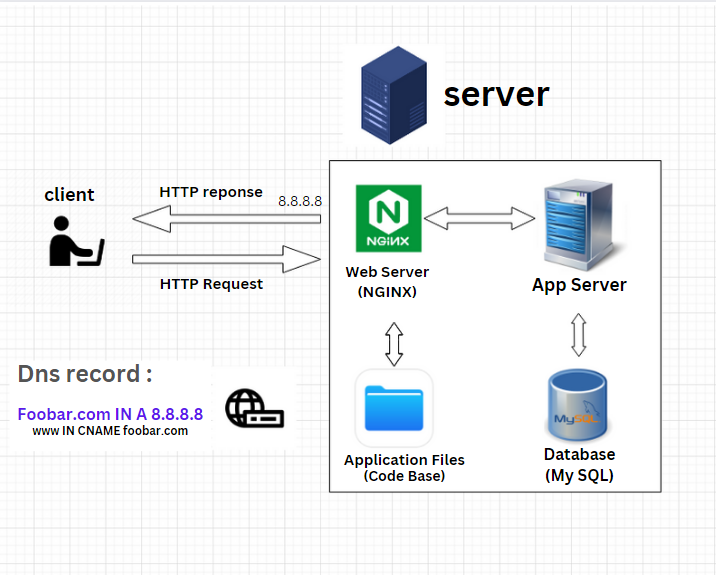 server
client
HTTP reponse
8.8.8.8
HTTP Request
NGINX
Web Server
(NGINX)
App Server
Dns record :
Foobar.com IN A 8.8.8.8
www IN CNAME foobar.com
Application Files
(Code Base)
MySQL
Database
(My SQL)